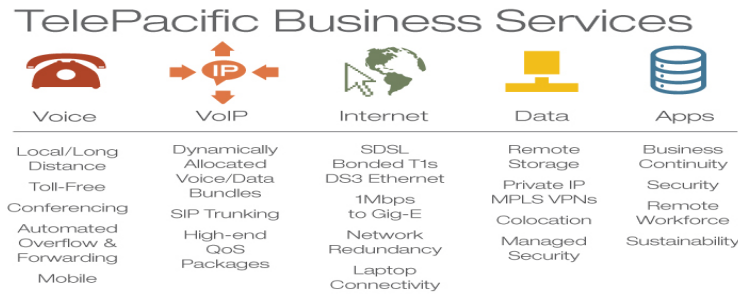 TelePacific Business Services
IP
Voice
VoIP
Internet
Data
Apps
Local/Long
Distance
Toll-Free
Conferencing
Automated
Overflow &
Forwarding
Mobile
Dynamically
Allocated
Voice/Data
Bundles
SIP Trunking
High-end
QoS
Packages
SDSL
Bonded T1s
DS3 Ethernet
1Mbps
to Gig-E
Network
Redundancy
Laptop
Connectivity
Remote
Storage
Private IP
MPLS VPNs
Colocation
Managed
Security
Business
Continuity
Security
Remote
Workforce
Sustainability